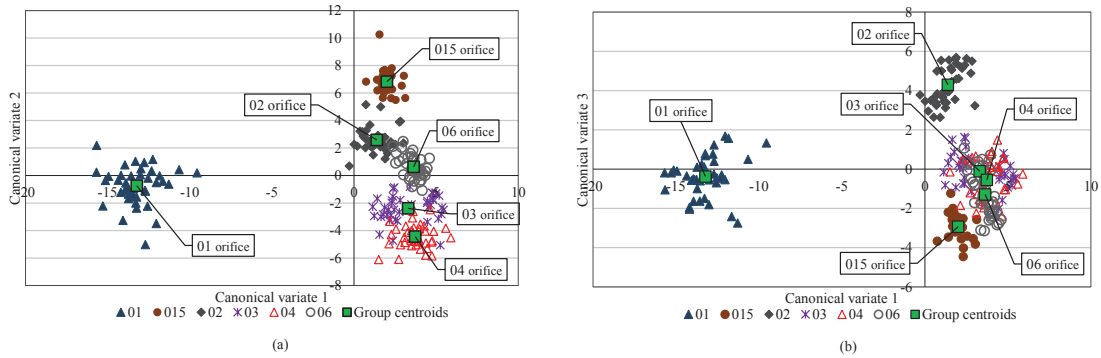 12
10
8
6
4
2
0
-2
-4
-6
-8
-20
-15
-10
-5
0
5
10
Canonical variate 2
015 orifice
02 orifice
06 orifice
03 orifice
01 orifice
04 orifice
Canonical variate 1
01 015 02 03 04 06 Group centroids
(a)
8
6
4
2
0
-2
-4
-6
-20
-15
-10
-5
0
5
10
Canonical variate 3
02 orifice
03 orifice
04 orifice
01 orifice
015 orifice
06 orifice
Canonical variate 1
01 015 02 03 04 06 Group centroids
(b)